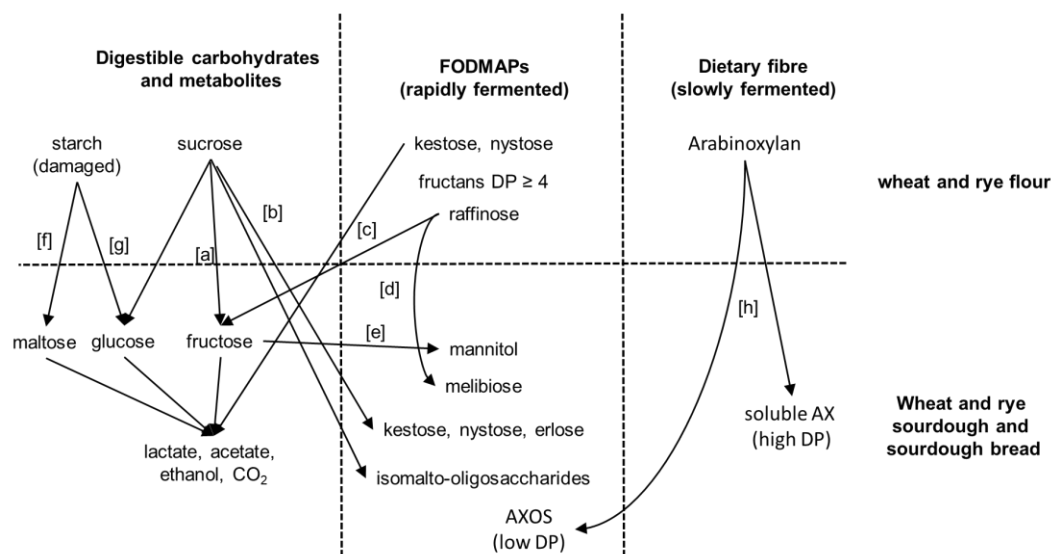 Digestible carbohydrates
and metabolites
FODMAPs
(rapidly fermented)
Dietary fibre
(slowly fermented)
starch
(damaged)
sucrose
kestose, nystose
fructans DP ≥ 4
raffinose
Arabinoxylan
wheat and rye flour
[b]
[c]
[f]
[g]
[a]
[d]
[h]
[e]
maltose
glucose
fructose
mannitol
melibiose
kestose, nystose, erlose
isomalto-oligosaccharides
lactate, acetate,
ethanol, CO₂
soluble AX
(high DP)
Wheat and rye
sourdough and
sourdough bread
AXOS
(low DP)